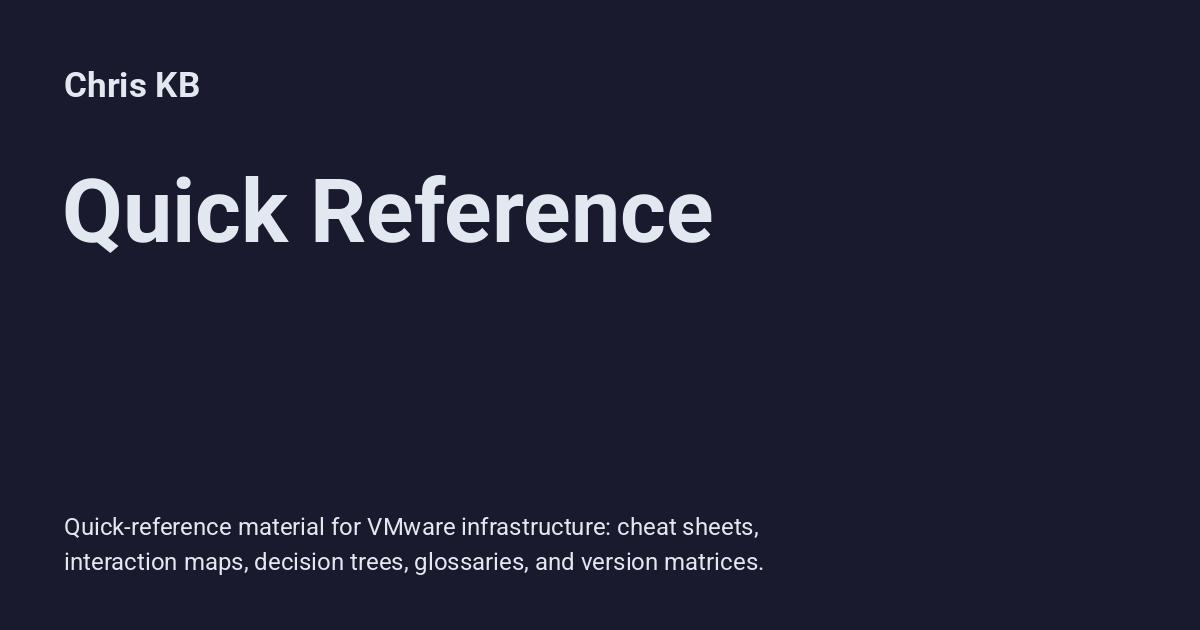 Chris KB
Quick Reference
Quick-reference material for VMware infrastructure: cheat sheets,
interaction maps, decision trees, glossaries, and version matrices.